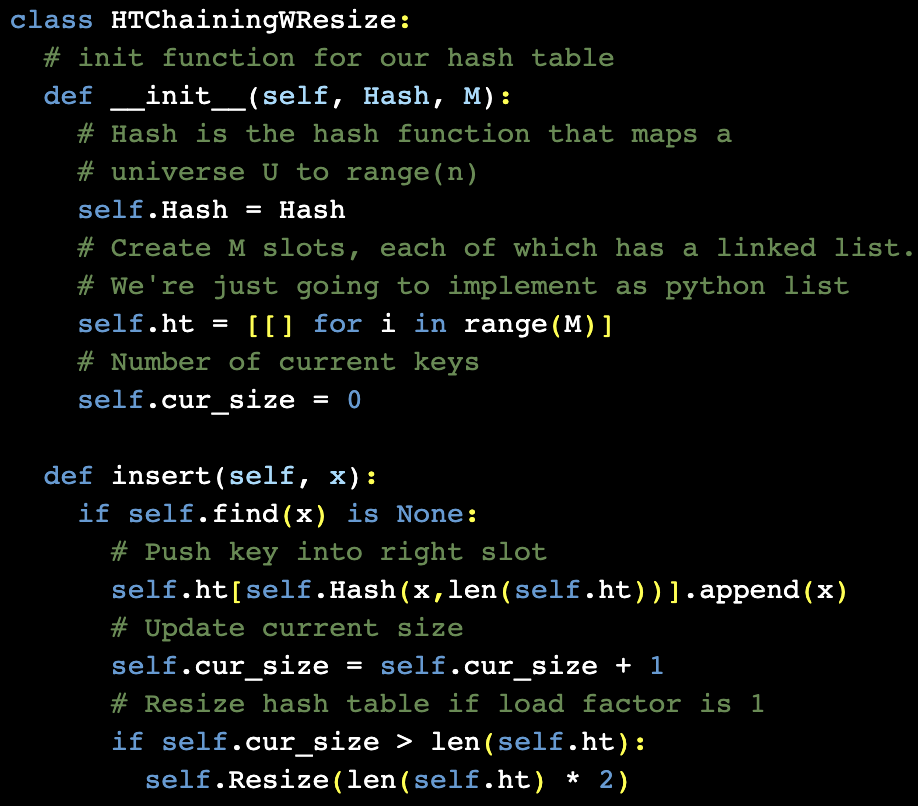 class HTChainingWResize:
  # init function for our hash table
  def __init__(self, Hash, M):
    # Hash is the hash function that maps a
    # universe U to range(n)
    self.Hash = Hash
    # Create M slots, each of which has a linked list.
    # We're just going to implement as python list
    self.ht = [[] for i in range(M)]
    # Number of current keys
    self.cur_size = 0

  def insert(self, x):
    if self.find(x) is None:
      # Push key into right slot
      self.ht[self.Hash(x,len(self.ht))].append(x)
      # Update current size
      self.cur_size = self.cur_size + 1
      # Resize hash table if load factor is 1
      if self.cur_size > len(self.ht):
        self.Resize(len(self.ht) * 2)